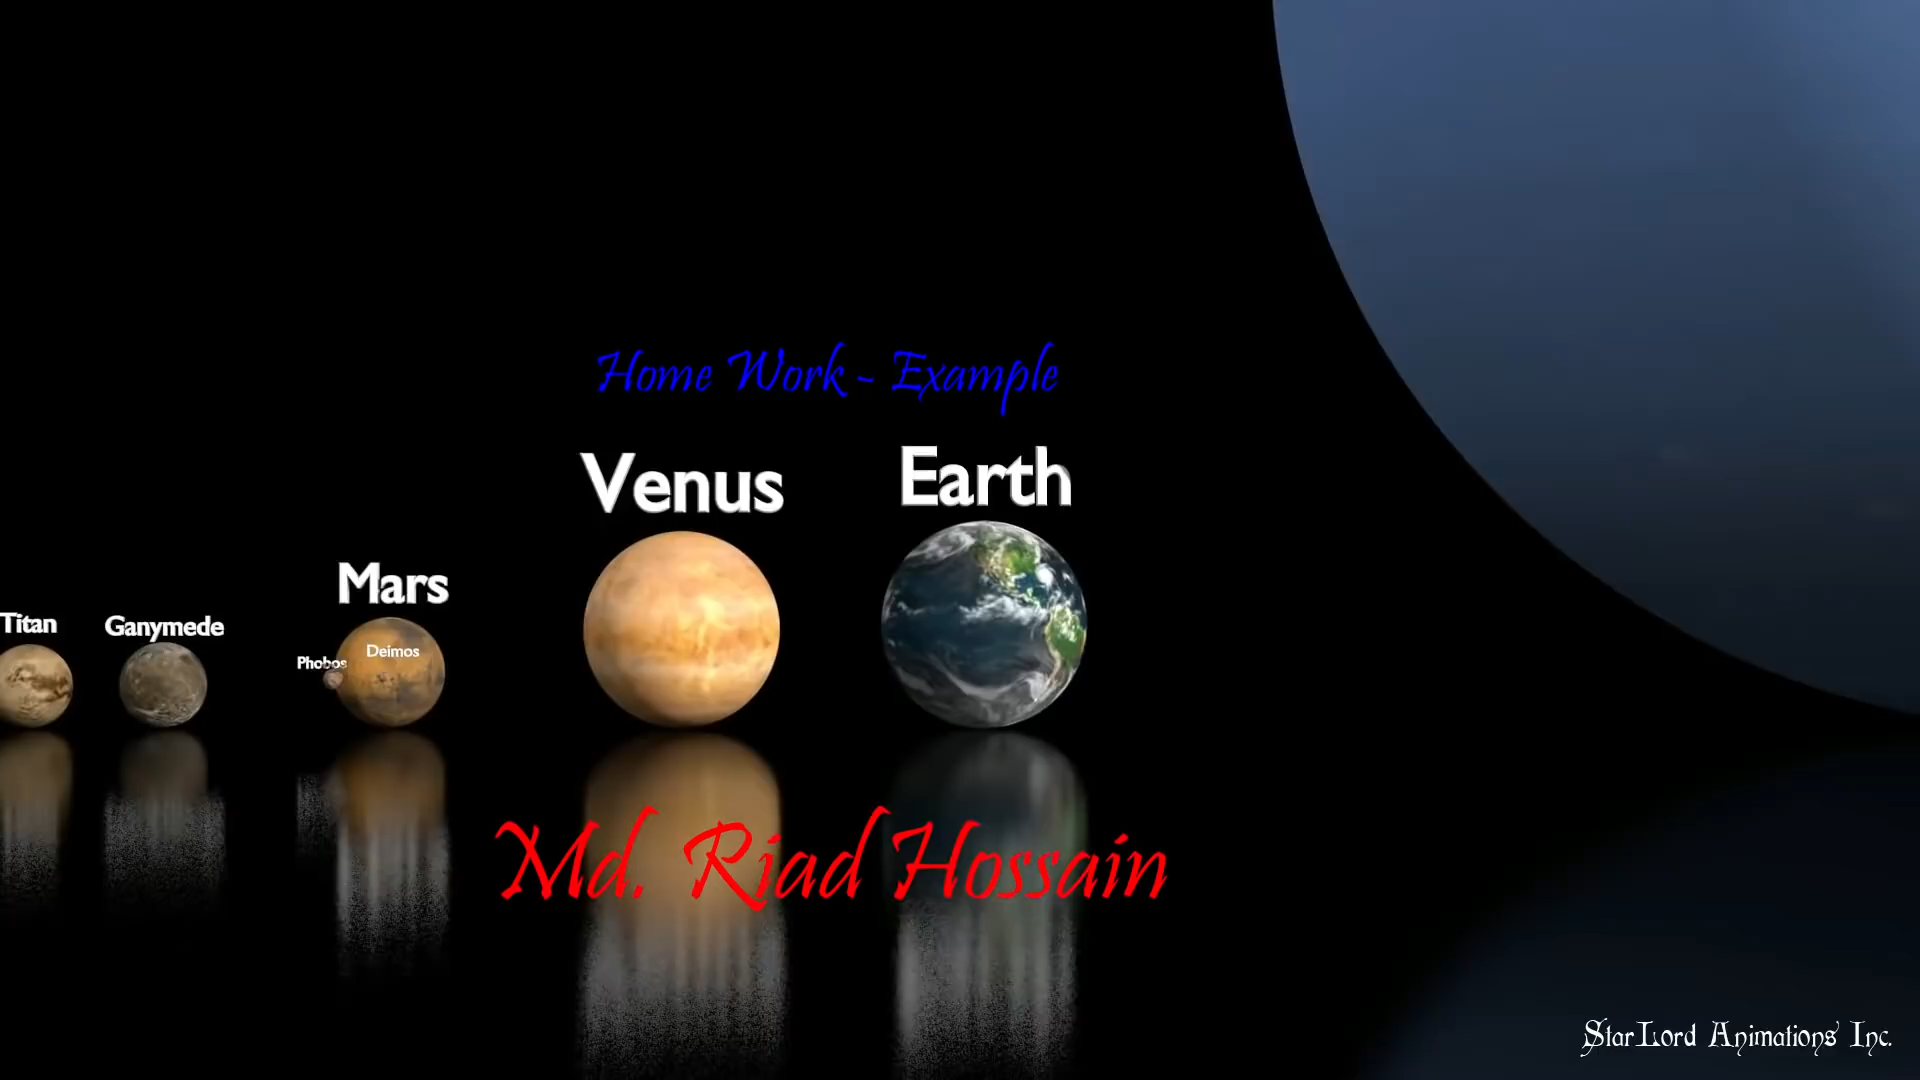 Home Work - Example
Venus
Earth
Mars
Titan
Ganymede
Phobos
Deimos
Md. Riad Hossain
StarLord Animations Inc.